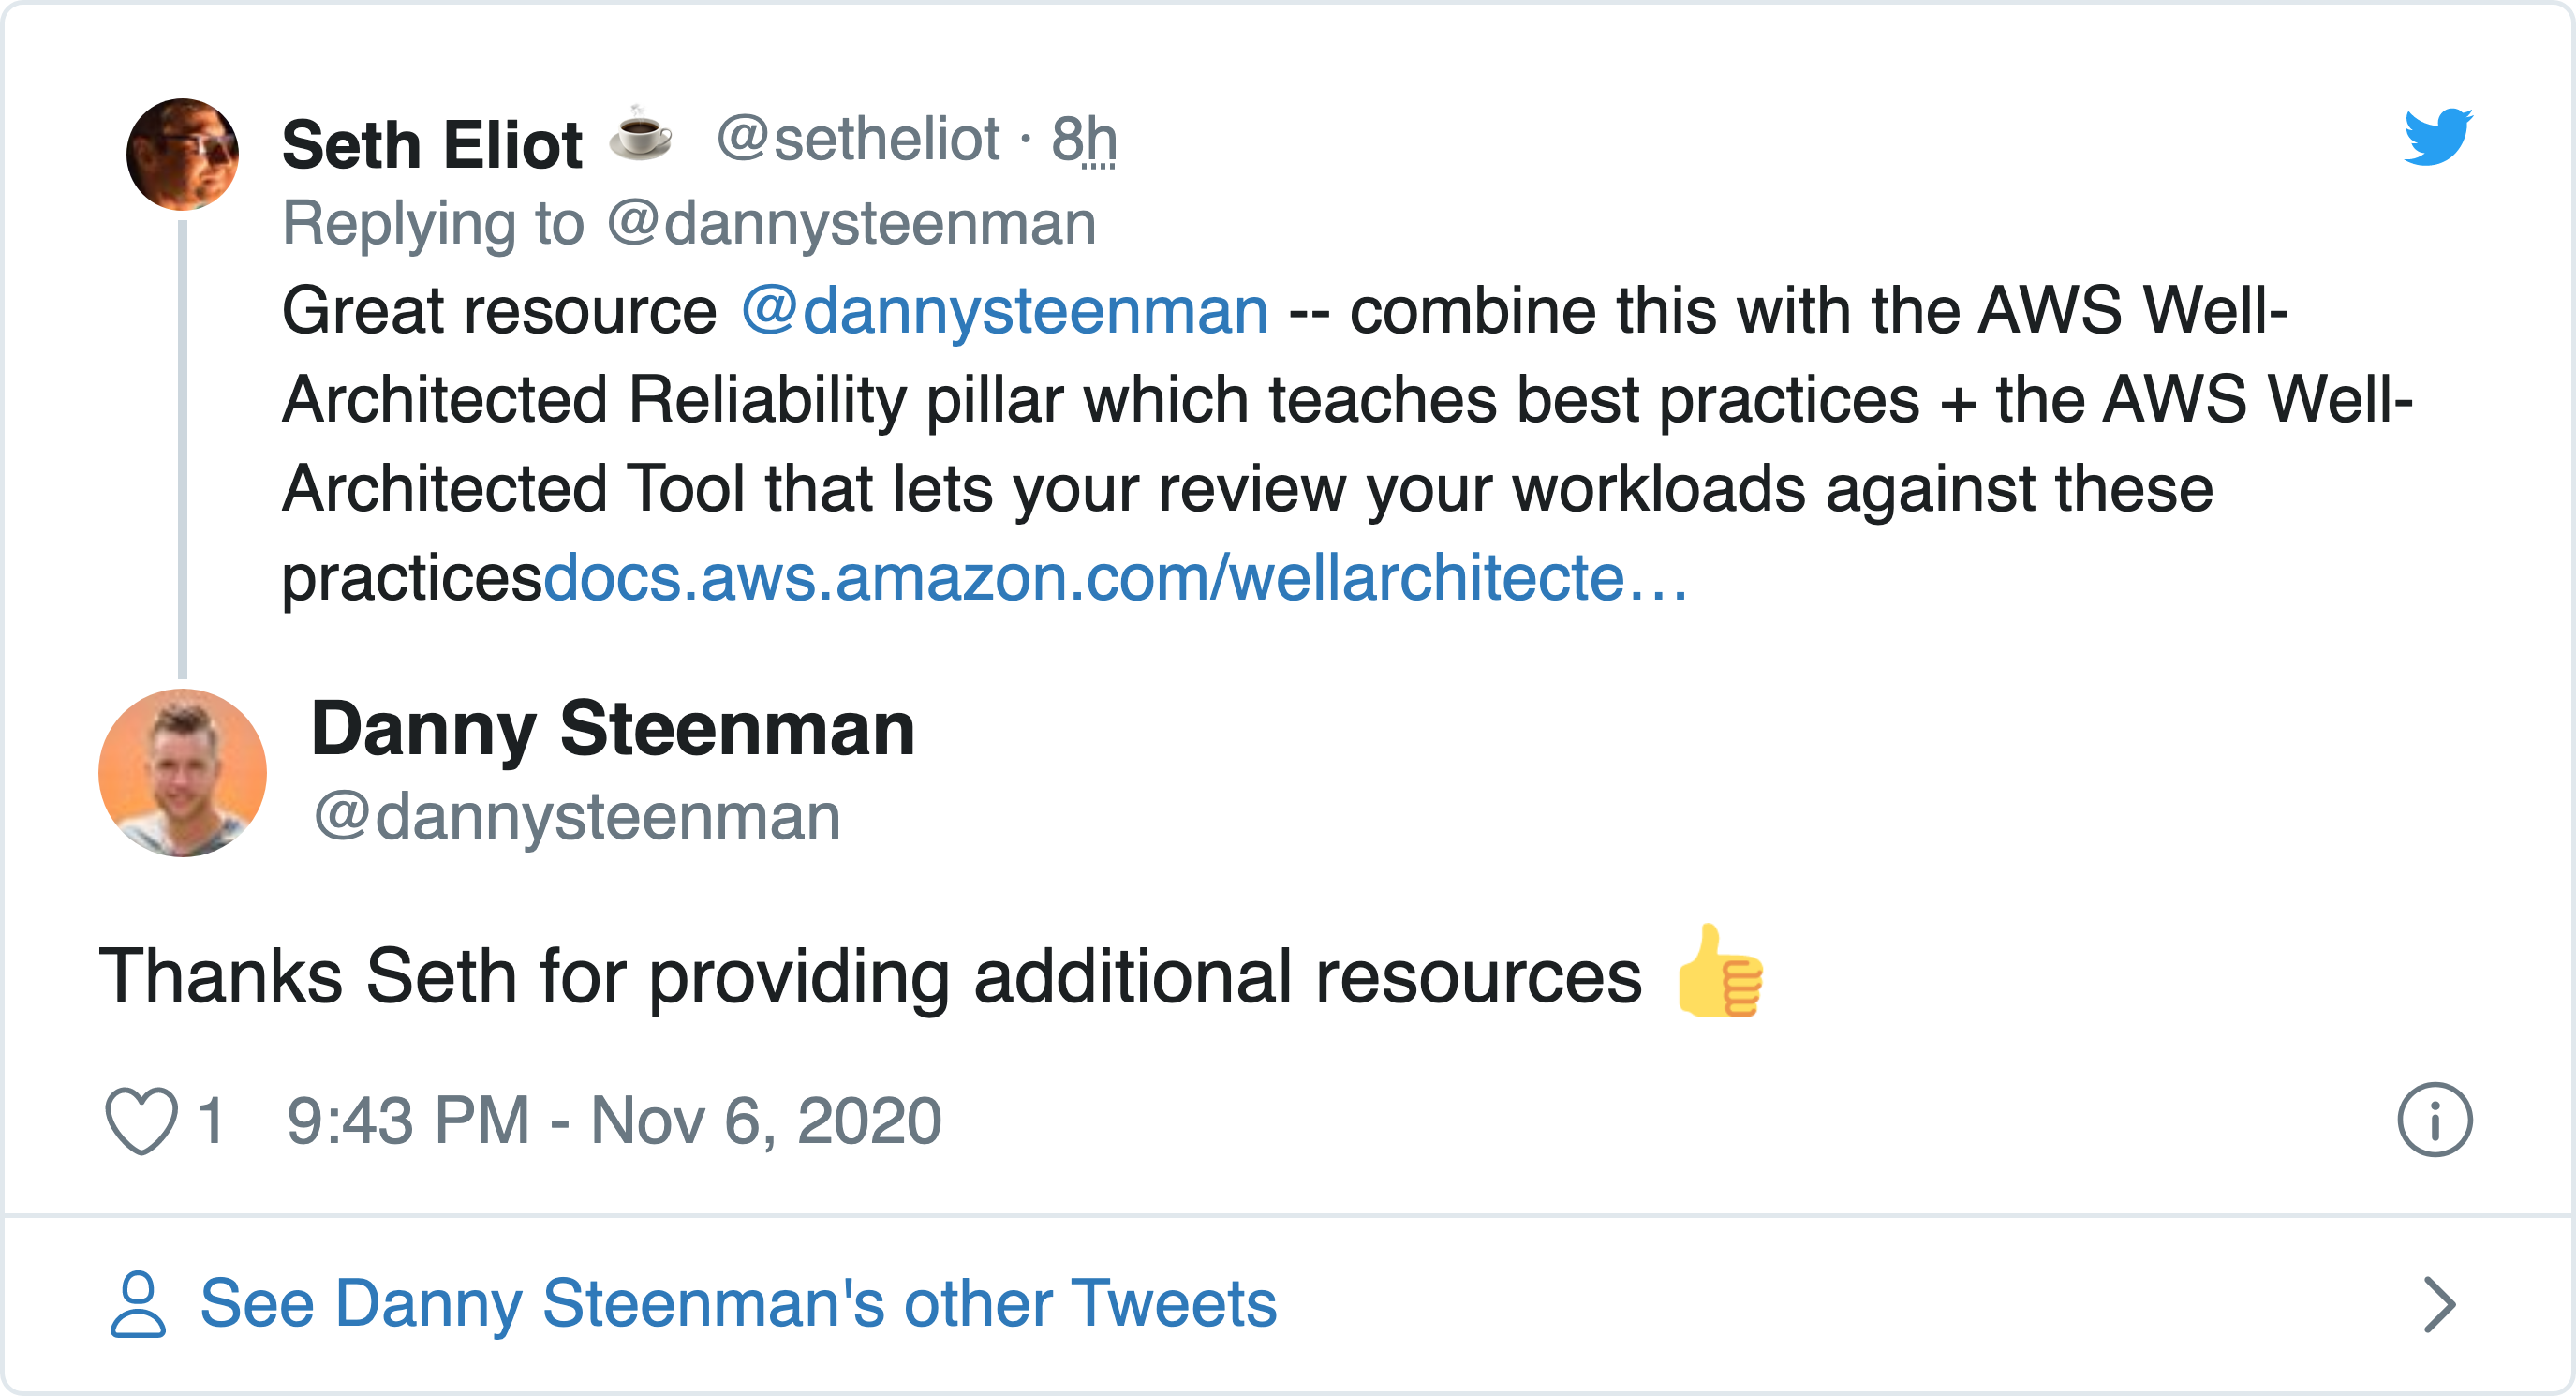 Seth Eliot ☕ @setheliot · 8h
Replying to @dannysteenman
Great resource @dannysteenman -- combine this with the AWS Well-
Architected Reliability pillar which teaches best practices + the AWS Well-
Architected Tool that lets your review your workloads against these
practicesdocs.aws.amazon.com/wellarchitecte…
Danny Steenman
@dannysteenman
Thanks Seth for providing additional resources 👍
1 9:43 PM - Nov 6, 2020
See Danny Steenman's other Tweets